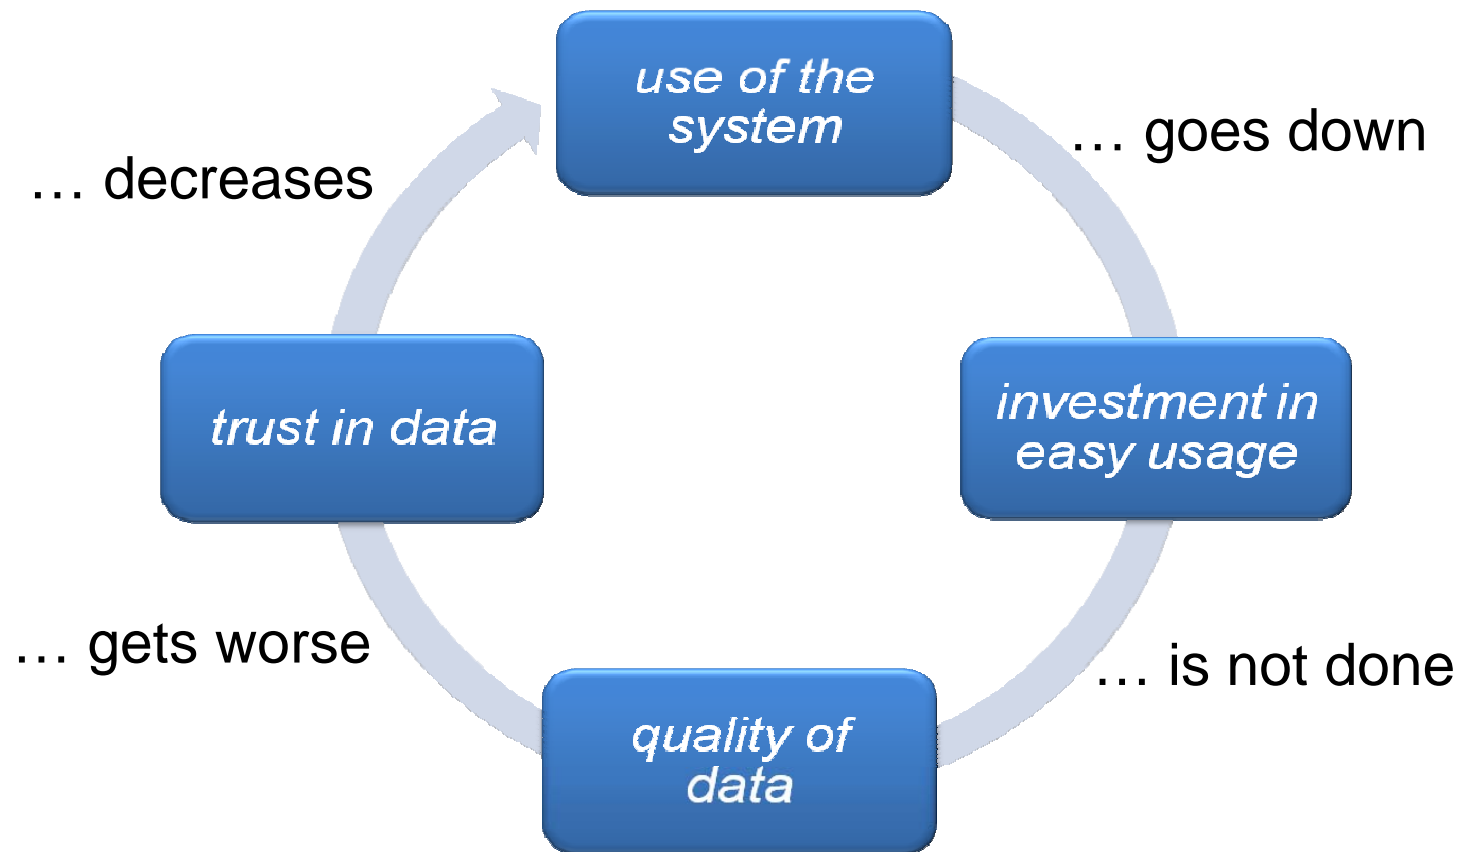 use of the
system
… goes down
… decreases
investment in
easy usage
trust in data
… is not done
… gets worse
quality of
data